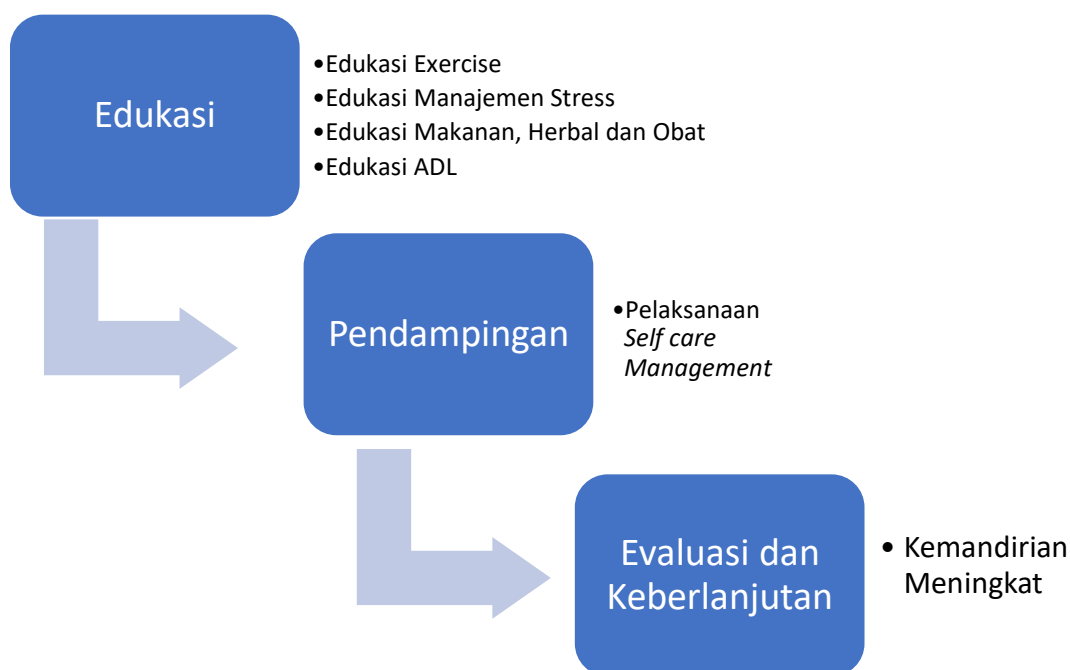 Edukasi
•Edukasi Exercise
•Edukasi Manajemen Stress
•Edukasi Makanan, Herbal dan Obat
•Edukasi ADL
Pendampingan
•Pelaksanaan
Self care
Management
Evaluasi dan
Keberlanjutan
• Kemandirian
Meningkat